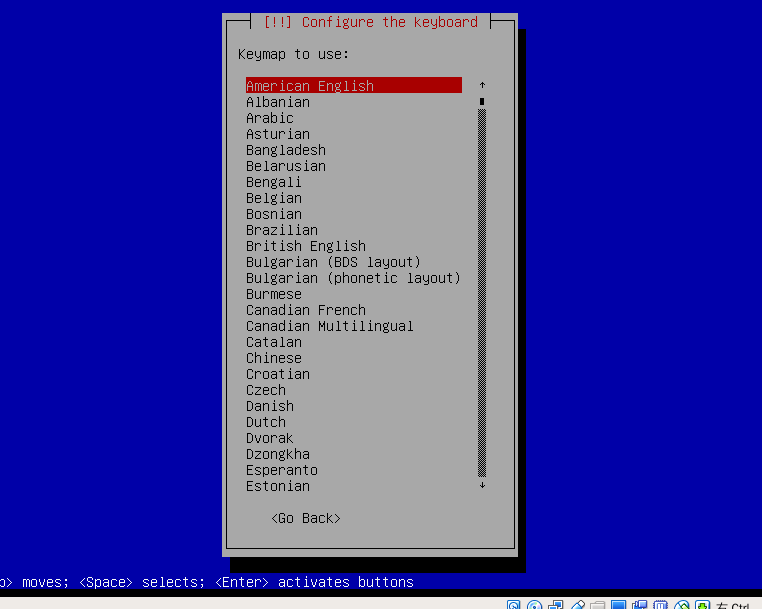 [!!] Configure the keyboard
Keymap to use:
American English
Albanian
Arabic
Asturian
Bangladesh
Belarusian
Bengali
Belgian
Bosnian
Brazilian
British English
Bulgarian (BDS layout)
Bulgarian (phonetic layout)
Burmese
Canadian French
Canadian Multilingual
Catalan
Chinese
Croatian
Czech
Danish
Dutch
Dvorak
Dzongkha
Esperanto
Estonian
<Go Back>
> moves; <Space> selects; <Enter> activates buttons
右 Ctrl